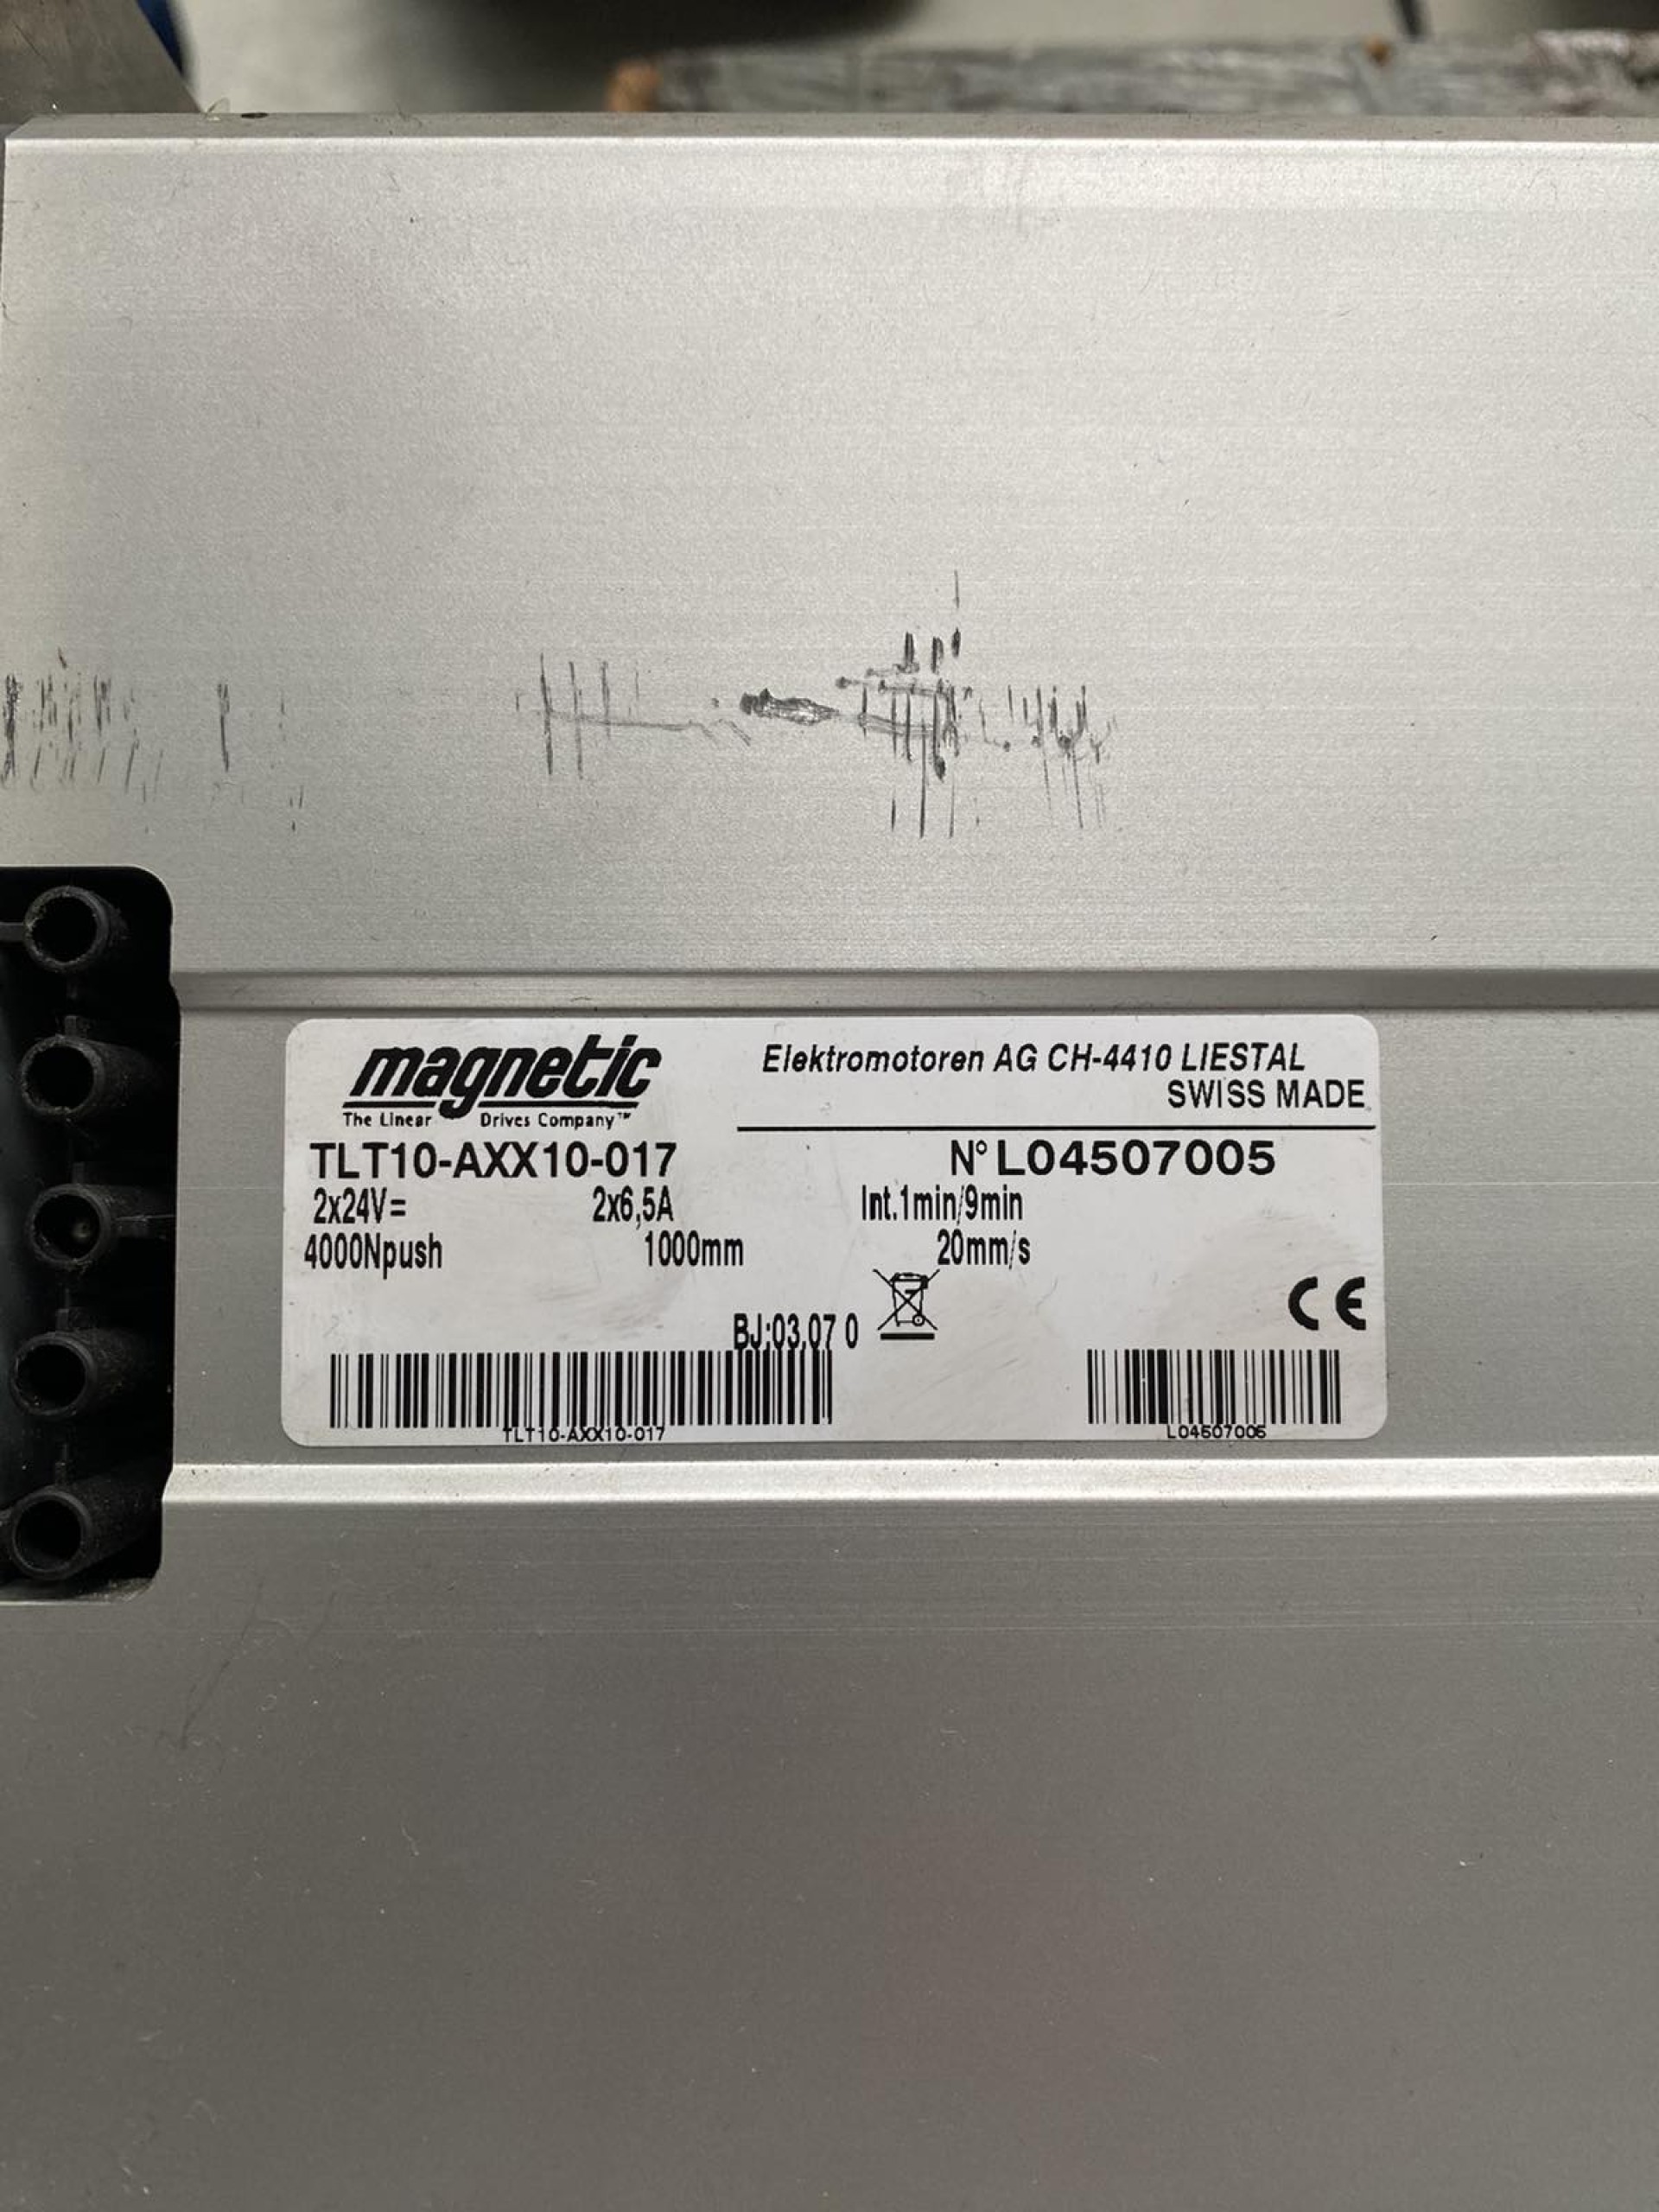 magnetic
The Linear Drives Company™
Elektromotoren AG CH-4410 LIESTAL
SWISS MADE
TLT10-AXX10-017 N° L04507005
2x24V= 2x6,5A Int.1min/9min
4000Npush 1000mm 20mm/s
BJ:03.07 0
CE
TLT10-AXX10-017 L04507005